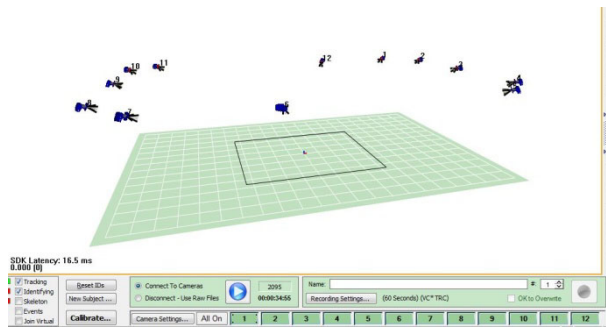 12
1
2
3
10
11
9
4
5
8
7
6
SDK Latency: 16.5 ms
0.000 (0)
Tracking
Identifying
Skeleton
Events
Join Virtual
Reset IDs
New Subject ...
Calibrate...
Connect To Cameras
Disconnect - Use Raw Files
2095
00:00:34:55
Camera Settings...
All On
Name:
# 1
Recording Settings...
(60 Seconds) (VC* TRC)
OK to Overwrite
1 2 3 4 5 6 7 8 9 10 11 12